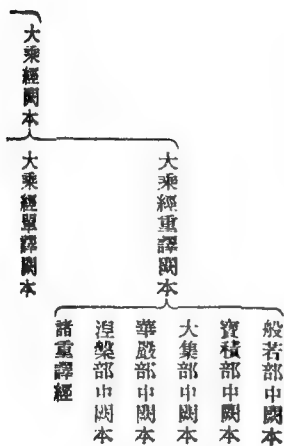 大乘經闕本
大乘經重譯闕本
般若部中闕本
寶積部中闕本
大集部中闕本
華嚴部中闕本
涅槃部中闕本
諸重譯經
大乘經單譯闕本